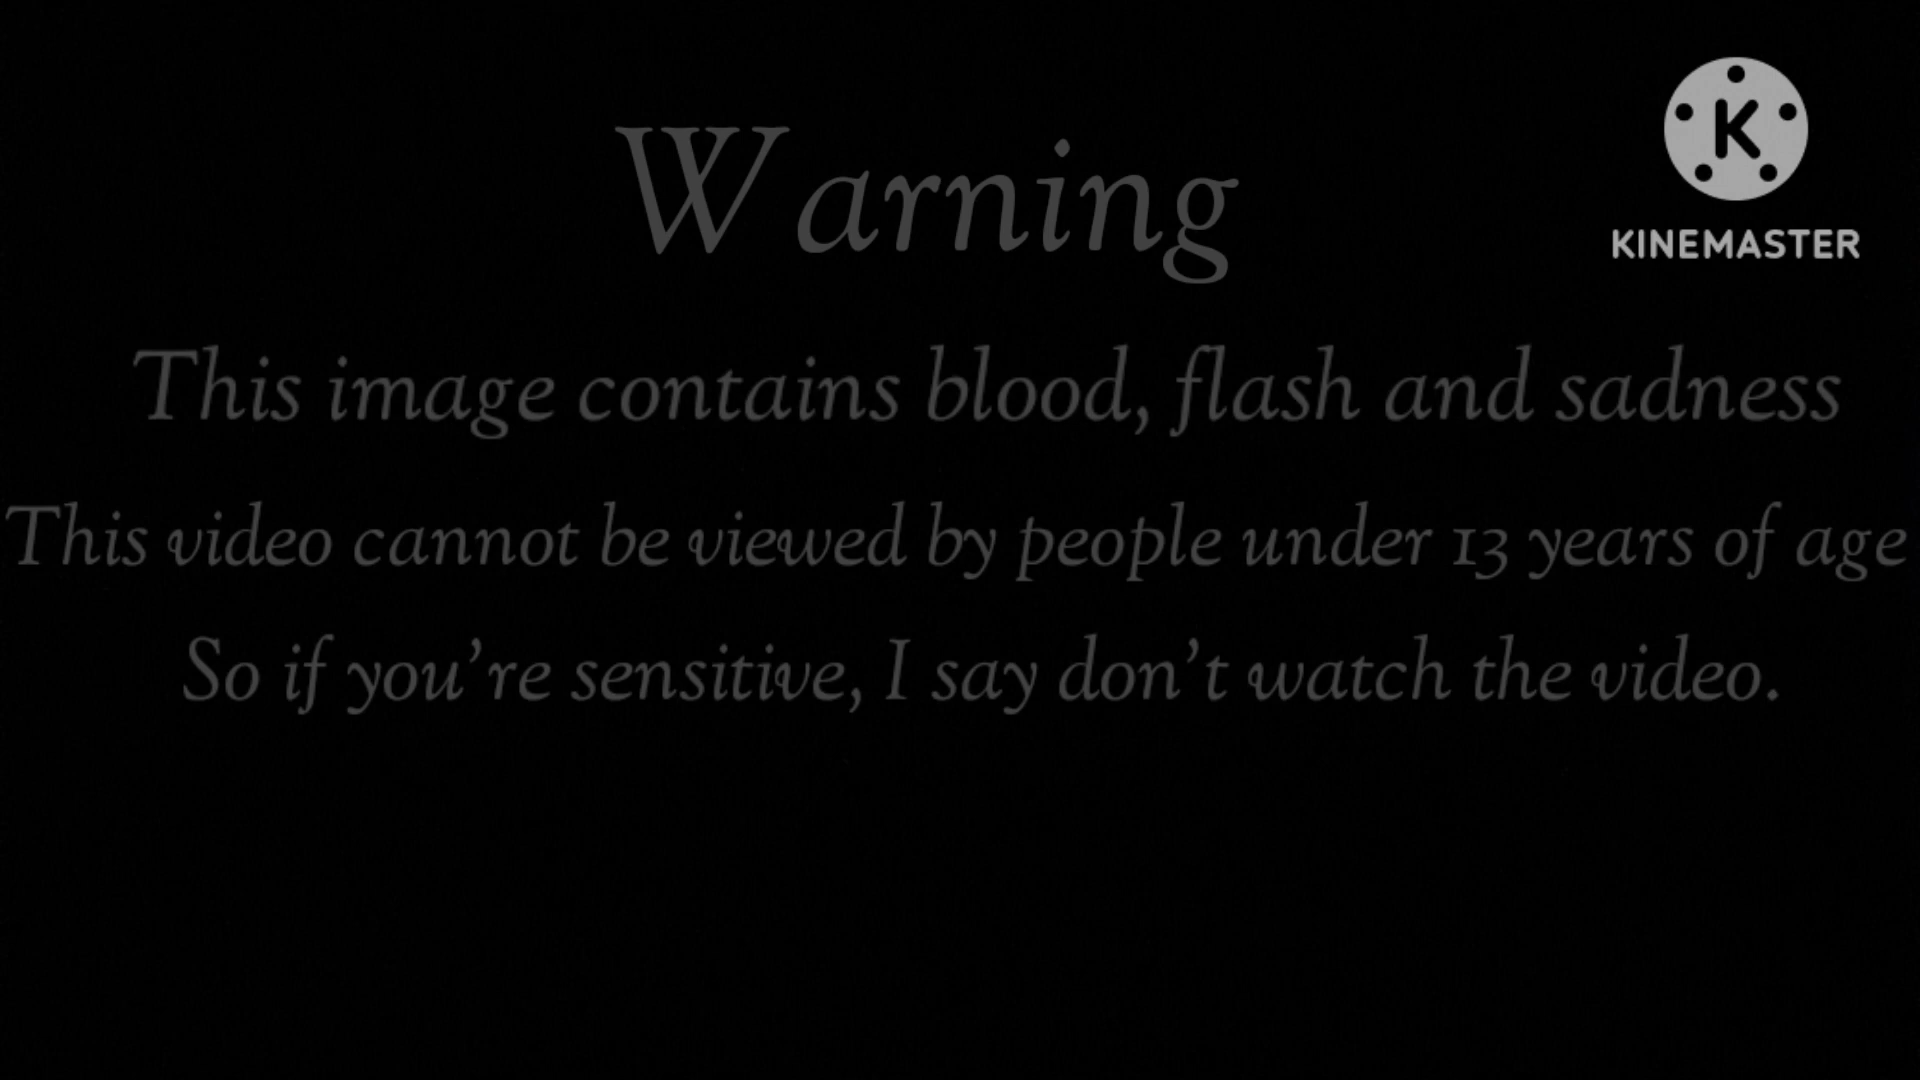 Warning
K
KINEMASTER
This image contains blood, flash and sadness
This video cannot be viewed by people under 13 years of age
So if you’re sensitive, I say don’t watch the video.